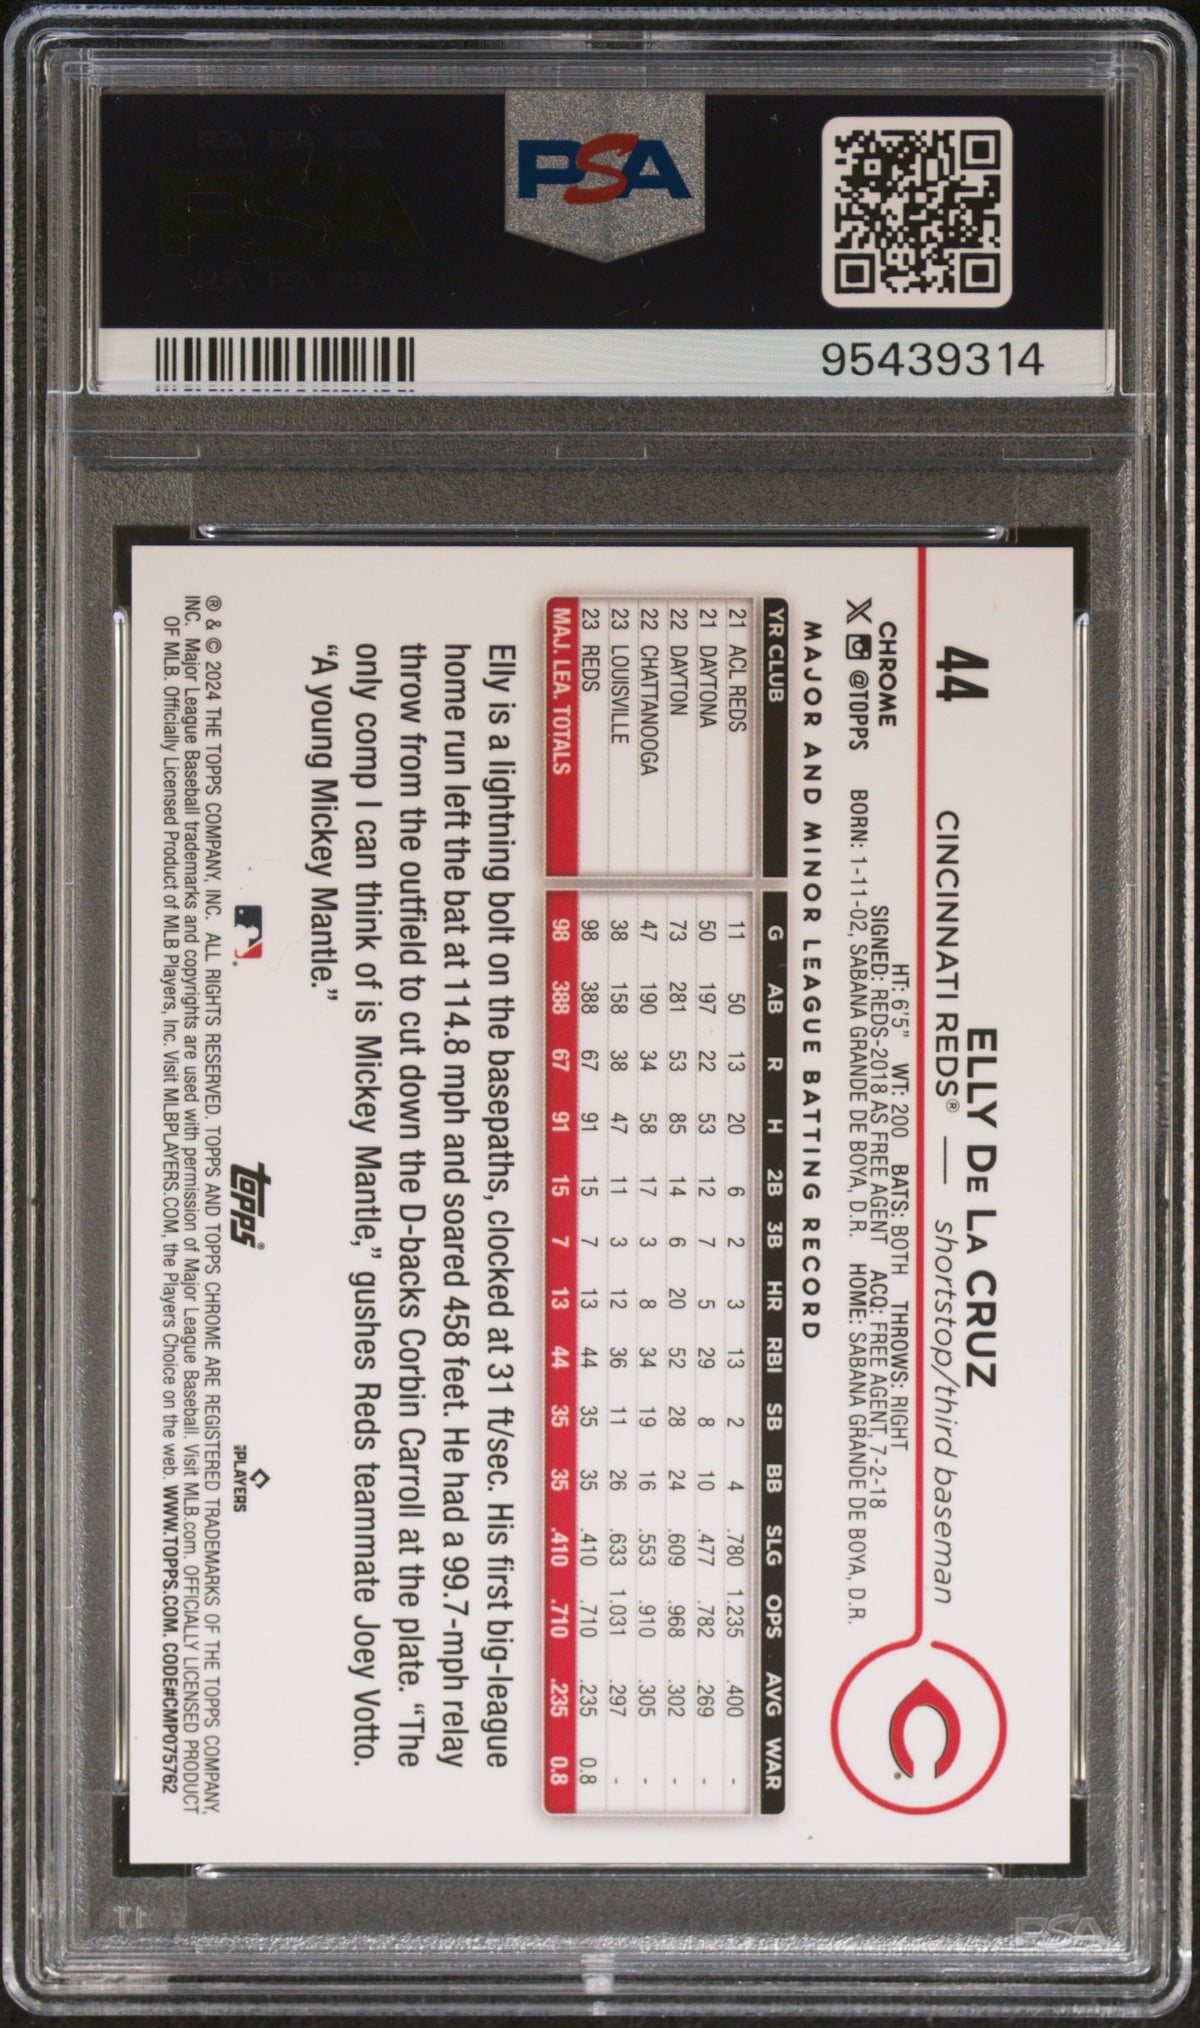 PSA PSA PSA
PSA
PSA PSA PSA
PSA
95439314
44
ELLY DE LA CRUZ
CINCINNATI REDS® — shortstop/third baseman
CHROME
X @TOPPS
HT: 6'5" WT: 200 BATS: BOTH THROWS: RIGHT
SIGNED: REDS-2018 AS FREE AGENT ACQ: FREE AGENT, 7-2-18
BORN: 1-11-02, SABANA GRANDE DE BOYA, D.R. HOME: SABANA GRANDE DE BOYA, D.R.
C®
MAJOR AND MINOR LEAGUE BATTING RECORD
YR CLUB G AB R H 2B 3B HR RBI SB BB SLG OPS AVG WAR
21 ACL REDS 11 50 13 20 6 2 3 13 2 4 .780 1.235 .400 -
21 DAYTONA 50 197 22 53 12 7 5 29 8 10 .477 .782 .269 -
22 DAYTON 73 281 53 85 14 6 20 52 28 24 .609 .968 .302 -
22 CHATTANOOGA 47 190 34 58 17 3 8 34 19 16 .553 .910 .305 -
23 LOUISVILLE 38 158 38 47 11 3 12 36 11 26 .633 1.031 .297 -
23 REDS 98 388 67 91 15 7 13 44 35 35 .410 .710 .235 0.8
MAJ. LEA. TOTALS 98 388 67 91 15 7 13 44 35 35 .410 .710 .235 0.8
Elly is a lightning bolt on the basepaths, clocked at 31 ft/sec. His first big-league
home run left the bat at 114.8 mph and soared 458 feet. He had a 99.7-mph relay
throw from the outfield to cut down the D-backs Corbin Carroll at the plate. “The
only comp I can think of is Mickey Mantle,” gushes Reds teammate Joey Votto.
“A young Mickey Mantle.”
topps®
PLAYERS
® & © 2024 THE TOPPS COMPANY, INC. ALL RIGHTS RESERVED. TOPPS AND TOPPS CHROME ARE REGISTERED TRADEMARKS OF THE TOPPS COMPANY,
INC. Major League Baseball trademarks and copyrights are used with permission of Major League Baseball. Visit MLB.com. OFFICIALLY LICENSED PRODUCT
OF MLB. Officially Licensed Product of MLB Players, Inc. Visit MLBPLAYERS.COM, the Players Choice on the web. WWW.TOPPS.COM. CODE#CMP075762
PSA